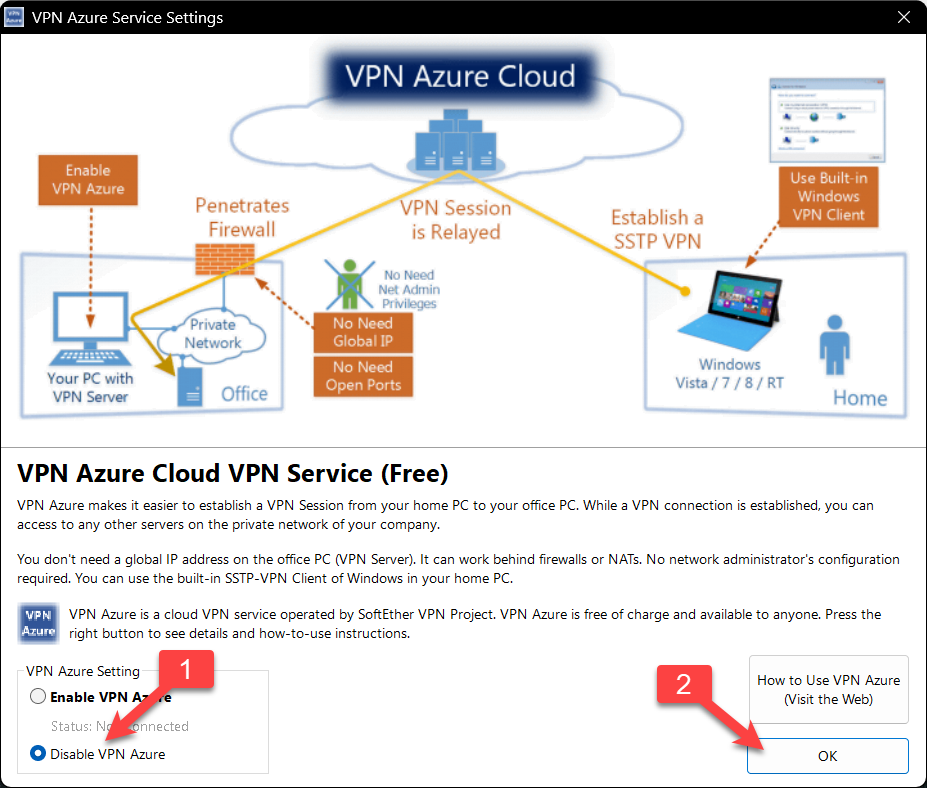 VPN Azure Service Settings
VPN Azure Cloud
Enable
VPN Azure
Penetrates
Firewall
VPN Session
is Relayed
Establish a
SSTP VPN
Use Built-in
Windows
VPN Client
No Need
Net Admin
Privileges
No Need
Global IP
No Need
Open Ports
Private
Network
Your PC with
VPN Server
Office
Windows
Vista / 7 / 8 / RT
Home
VPN Azure Cloud VPN Service (Free)
VPN Azure makes it easier to establish a VPN Session from your home PC to your office PC. While a VPN connection is established, you can
access to any other servers on the private network of your company.
You don't need a global IP address on the office PC (VPN Server). It can work behind firewalls or NATs. No network administrator's configuration
required. You can use the built-in SSTP-VPN Client of Windows in your home PC.
VPN
Azure
VPN Azure is a cloud VPN service operated by SoftEther VPN Project. VPN Azure is free of charge and available to anyone. Press the
right button to see details and how-to-use instructions.
VPN Azure Setting
1
Enable VPN Azure
Status: Not Connected
Disable VPN Azure
2
How to Use VPN Azure
(Visit the Web)
OK